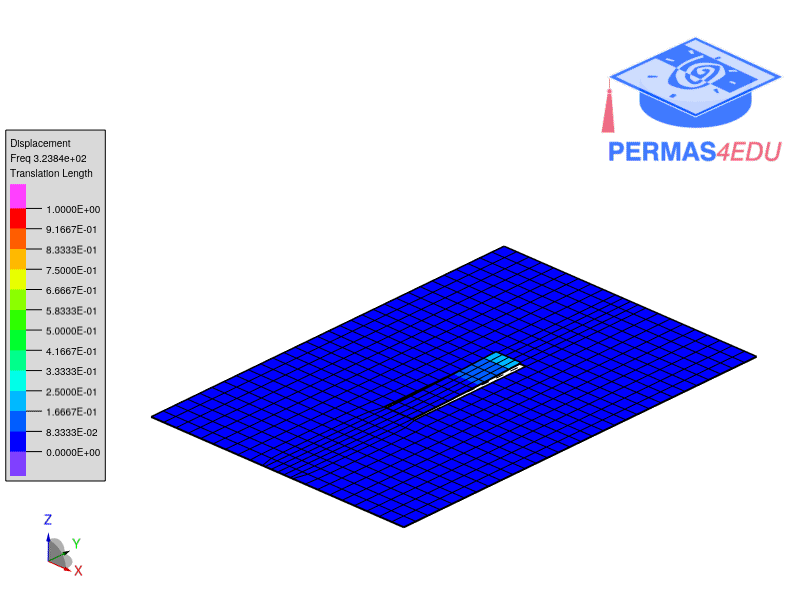 PERMAS4EDU
Displacement
Freq 3.2384e+02
Translation Length
1.0000E+00
9.1667E-01
8.3333E-01
7.5000E-01
6.6667E-01
5.8333E-01
5.0000E-01
4.1667E-01
3.3333E-01
2.5000E-01
1.6667E-01
8.3333E-02
0.0000E+00
Z
Y
X